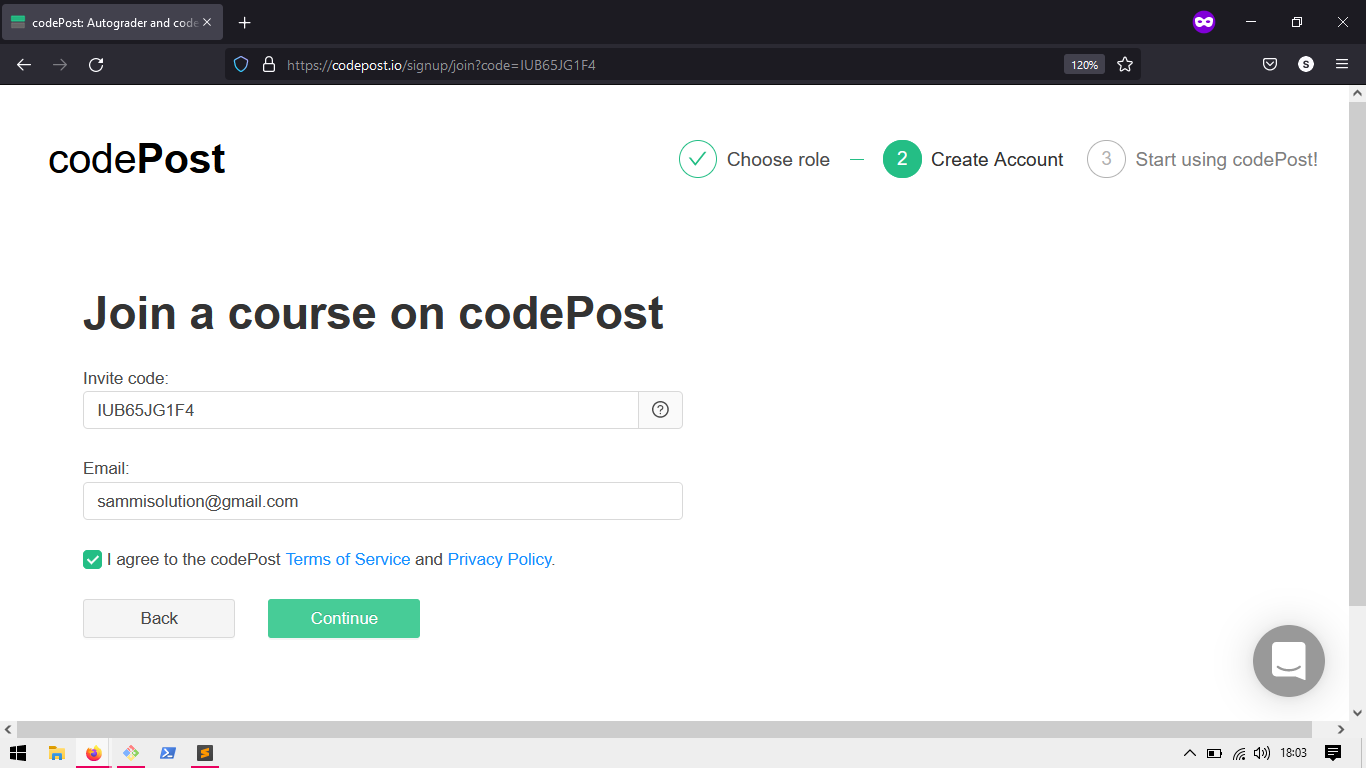 codePost: Autograder and code
https://codepost.io/signup/join?code=IUB65JG1F4
120%
S
codePost
Choose role
2
Create Account
3
Start using codePost!
Join a course on codePost
Invite code:
IUB65JG1F4
Email:
sammisolution@gmail.com
I agree to the codePost Terms of Service and Privacy Policy.
Back
Continue
18:03